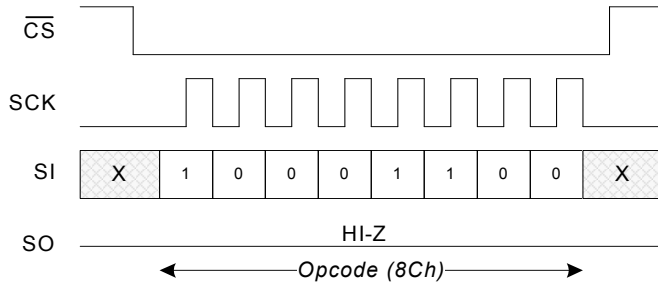 CS
SCK
SI X 1 0 0 0 1 1 0 0 X
SO HI-Z
Opcode (8Ch)